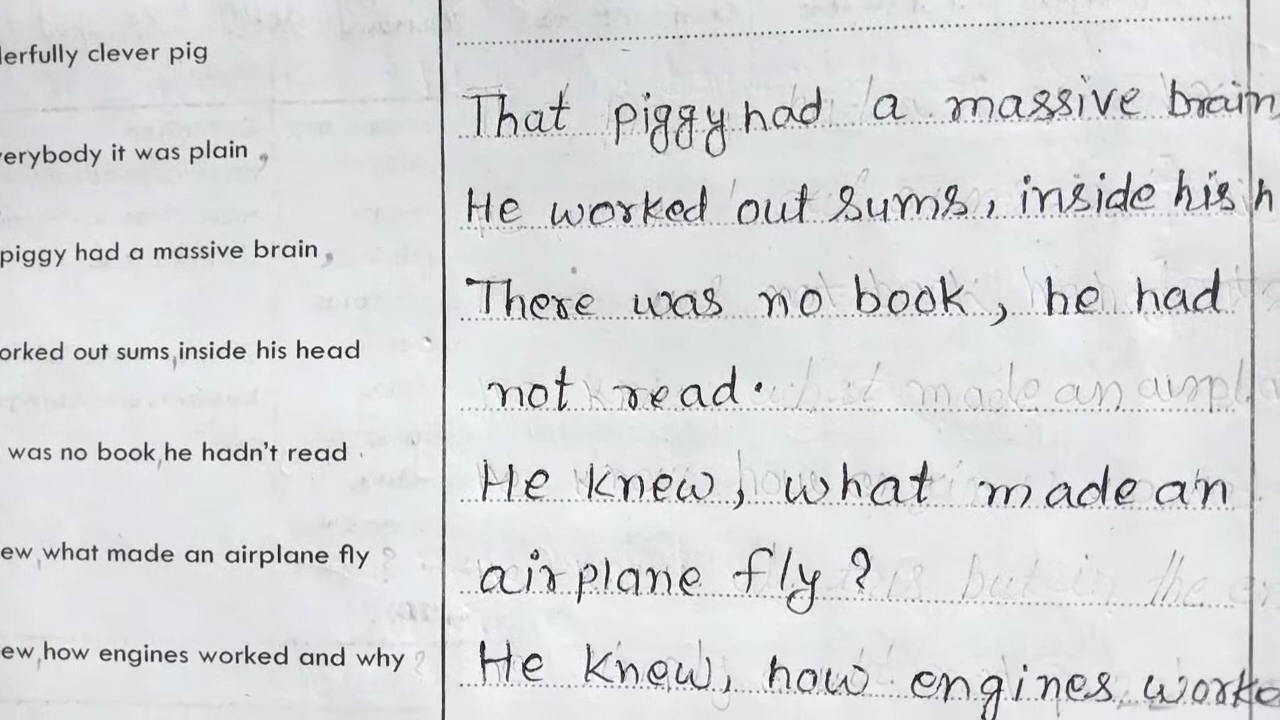 erfully clever pig
That piggy had a massive brain
erybody it was plain,
He worked out sums, inside his h
piggy had a massive brain,
There was no book, he had
orked out sums, inside his head
not read.
was no book, he hadn't read.
He knew, what made an
ew, what made an airplane fly?
airplane fly?
ew, how engines worked and why?
He knew, how engines, worke